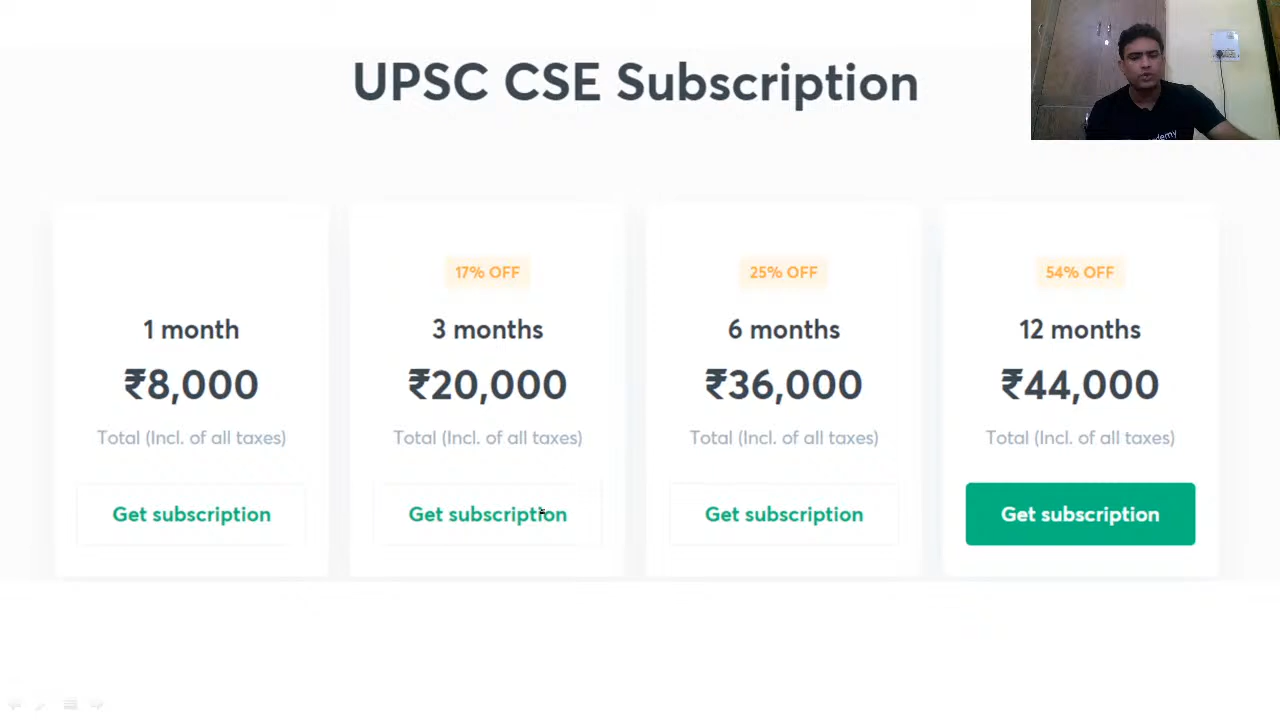 UPSC CSE Subscription
demy
1 month
₹8,000
Total (Incl. of all taxes)
Get subscription
17% OFF
3 months
₹20,000
Total (Incl. of all taxes)
Get subscription
25% OFF
6 months
₹36,000
Total (Incl. of all taxes)
Get subscription
54% OFF
12 months
₹44,000
Total (Incl. of all taxes)
Get subscription